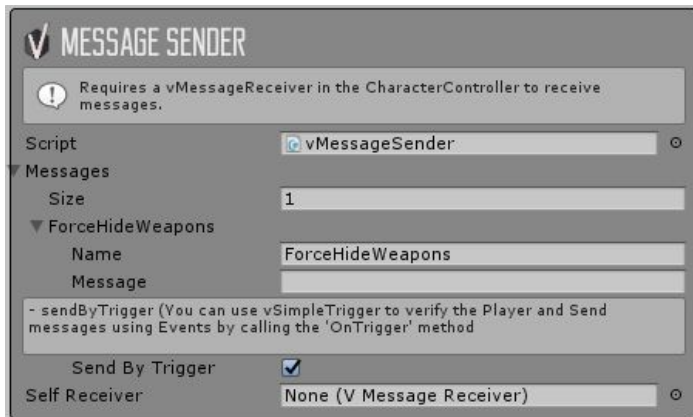 MESSAGE SENDER
Requires a vMessageReceiver in the CharacterController to receive
messages.
Script vMessageSender
Messages
Size 1
ForceHideWeapons
Name ForceHideWeapons
Message
- sendByTrigger (You can use vSimpleTrigger to verify the Player and Send
messages using Events by calling the 'OnTrigger' method
Send By Trigger
Self Receiver None (V Message Receiver)